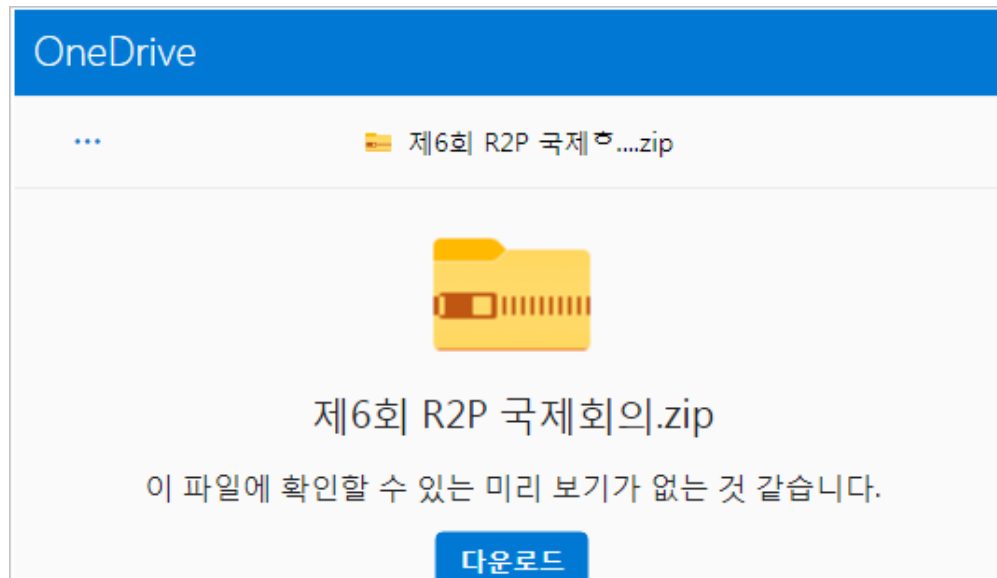 OneDrive
... 제6회 R2P 국제ᄒ....zip
제6회 R2P 국제회의.zip
이 파일에 확인할 수 있는 미리 보기가 없는 것 같습니다.
다운로드